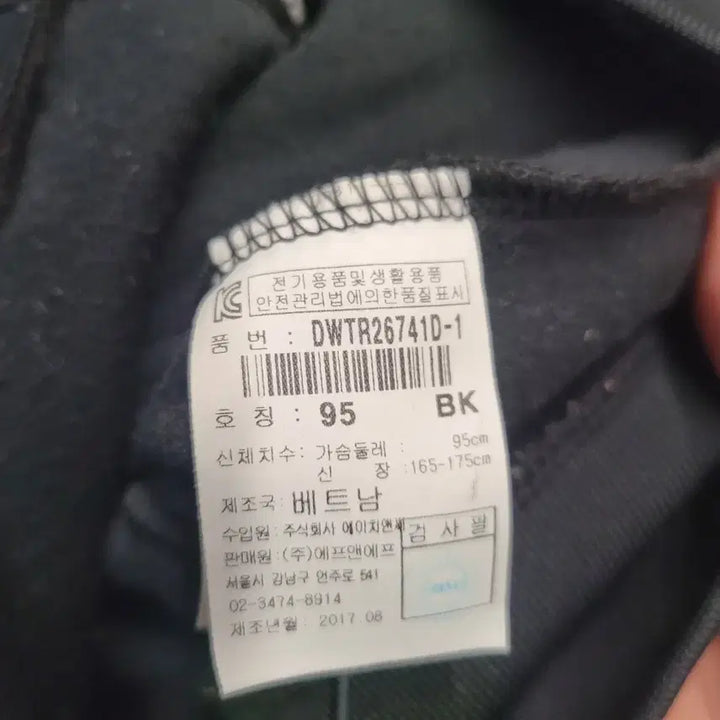 KC 전기용품및생활용품
안전관리법에의한품질표시
품 번 : DWTR26741D-1
호 칭 : 95 BK
신체치수: 가슴둘레 : 95cm
신 장 :165-175cm
제조국: 베트남
수입원: 주식회사 에이치앤씨
검 사 필
판매원: (주)에프앤에프
서울시 강남구 언주로 541
02-3474-8914
제조년월: 2017.08